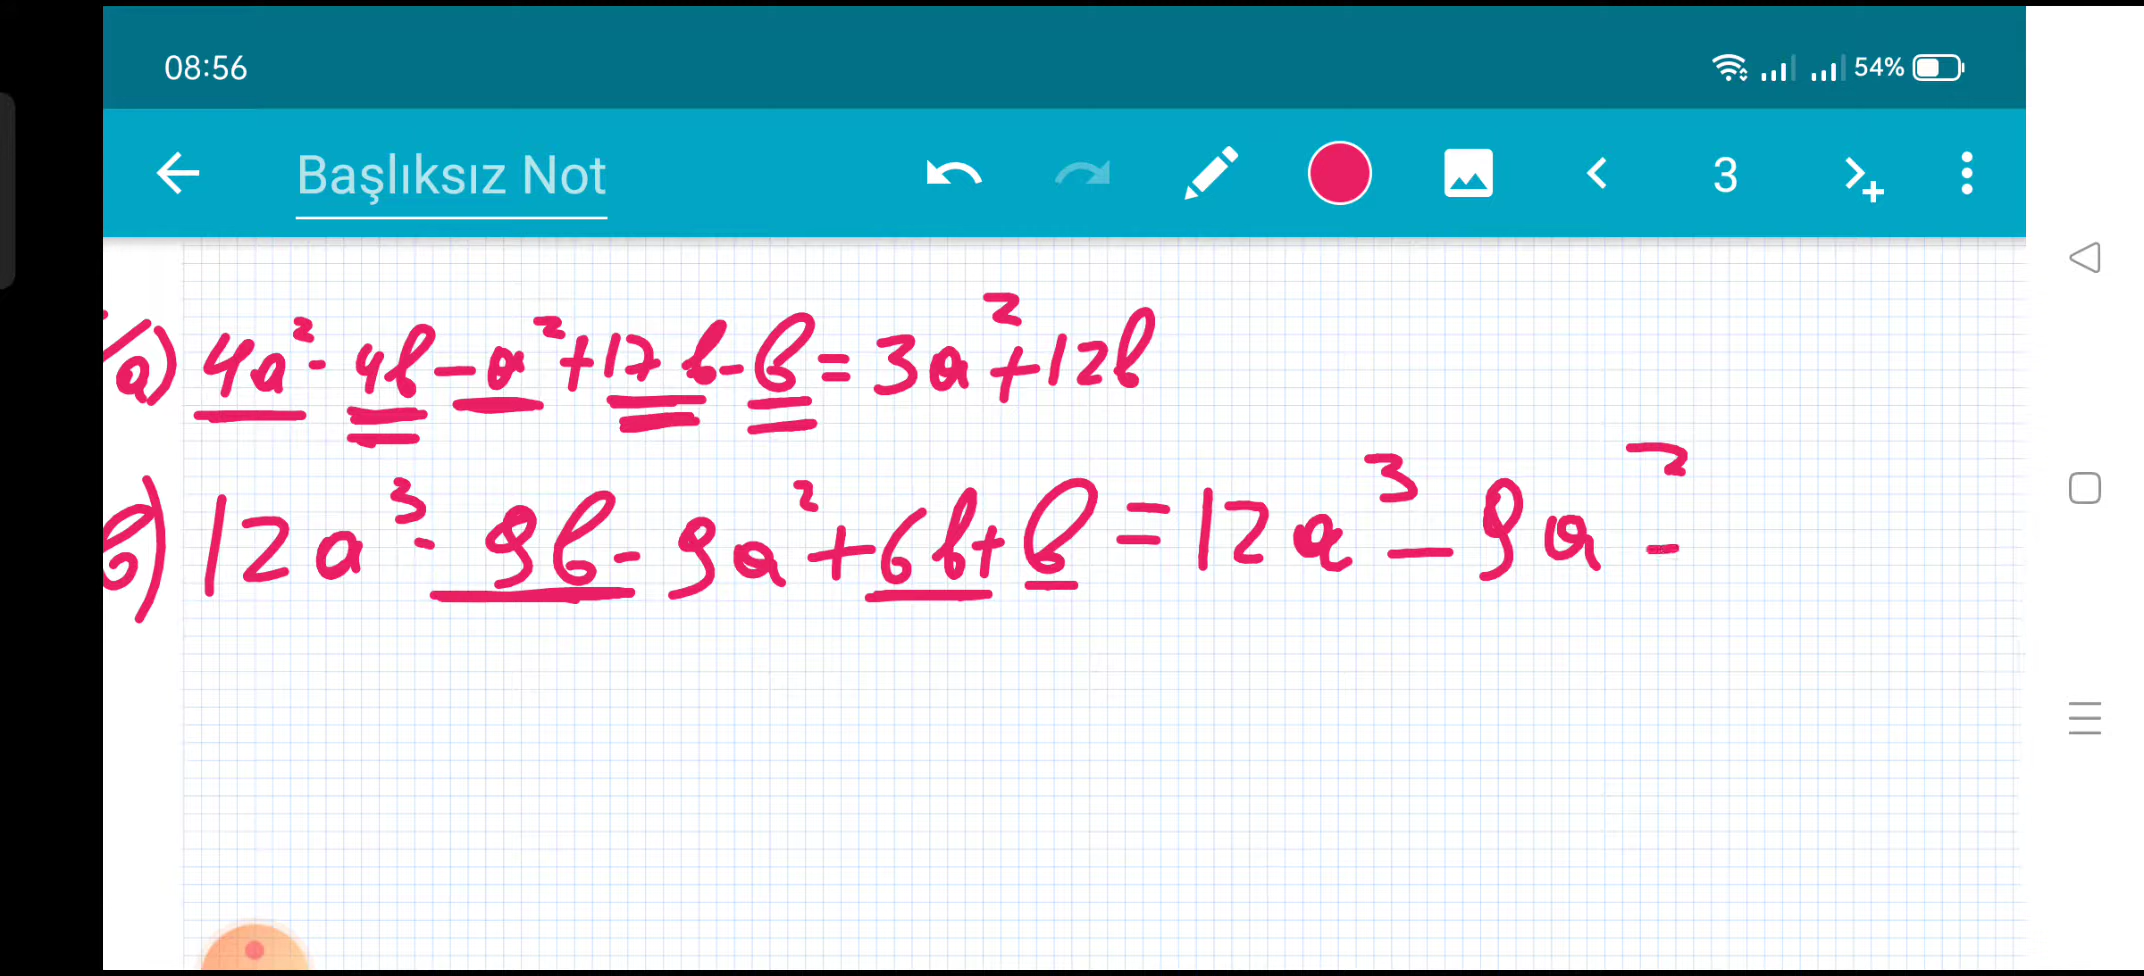 08:56 54%
Başlıksız Not 3
a) 4a² - 4b - a² + 17b - b = 3a² + 12b
b) 12a³ - 9b - 9a² + 6b + b = 12a³ - 9a² -